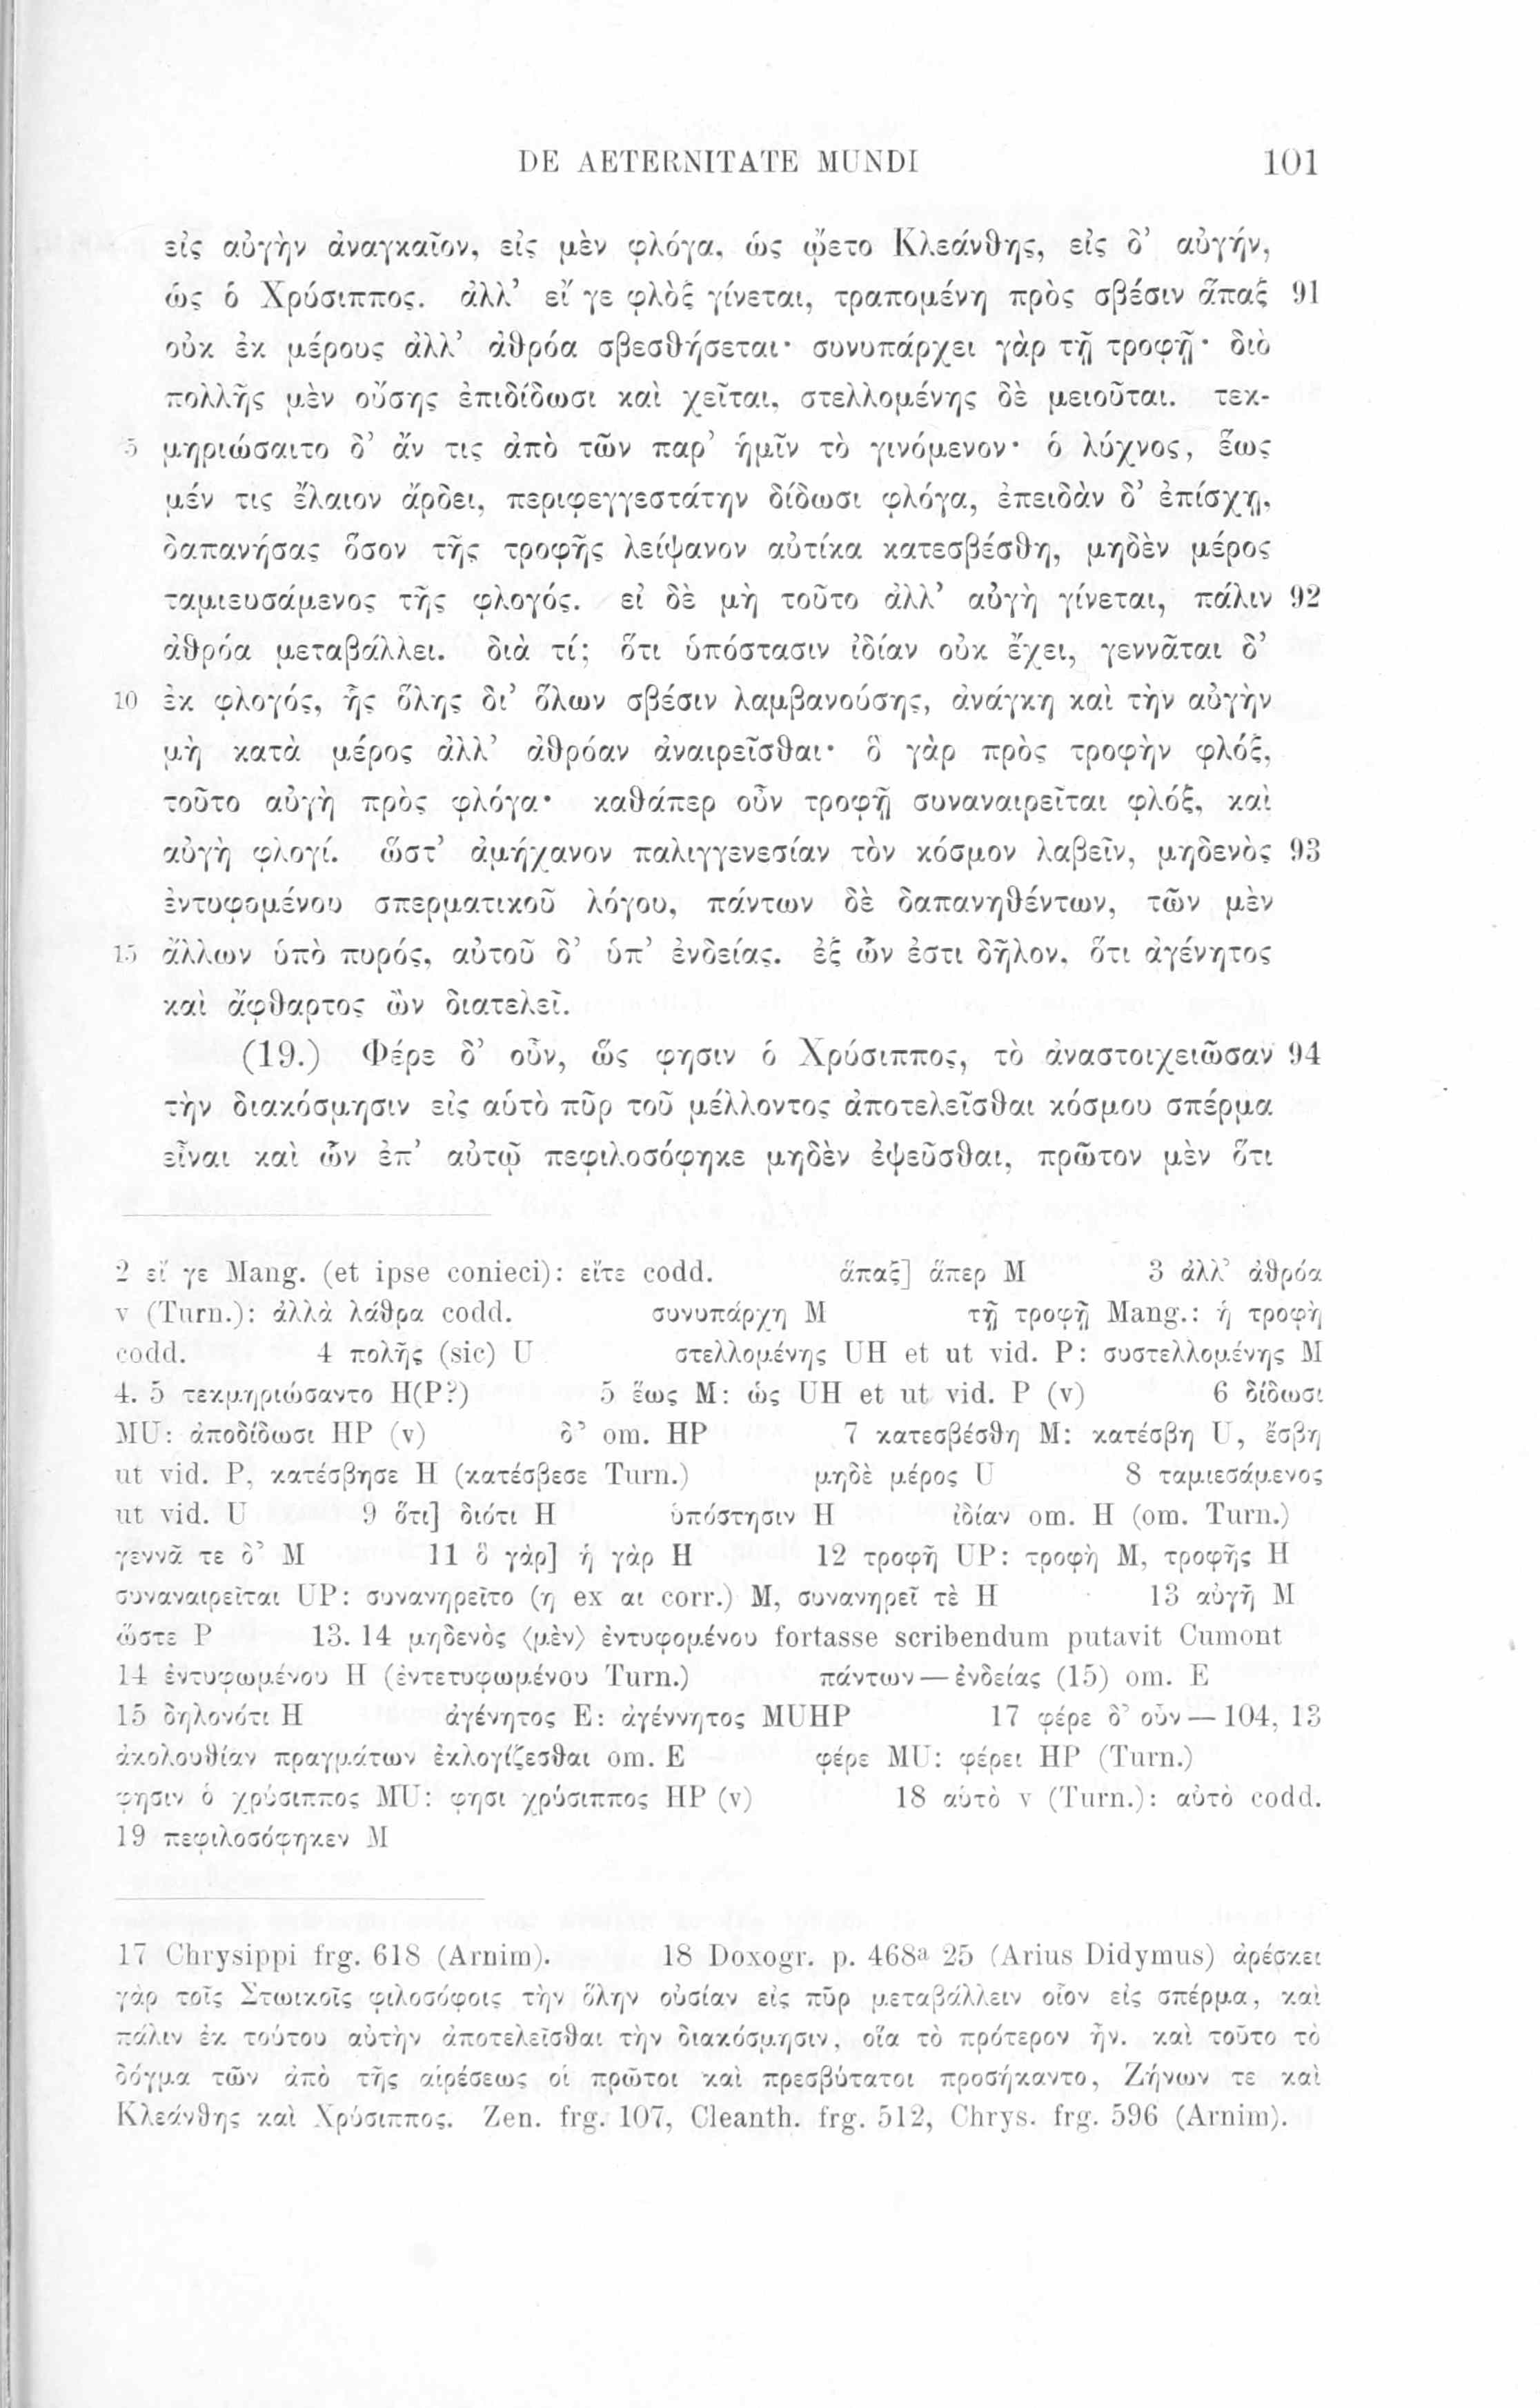 DE AETERNITATE MUNDI 101
εἰς αὐγὴν ἀναγκαῖον, εἰς μὲν φλόγα, ὡς ᾤετο Κλεάνθης, εἰς δ’ αὐγήν,
ὡς ὁ Χρύσιππος. ἀλλ’ εἴ γε φλὸξ γίνεται, τραπομένη πρὸς σβέσιν ἅπαξ 91
οὐκ ἐκ μέρους ἀλλ’ ἀθρόα σβεσθήσεται· συνυπάρχει γὰρ τῇ τροφῇ· διὸ
πολλῆς μὲν οὔσης ἐπιδίδωσι καὶ χεῖται, στελλομένης δὲ μειοῦται. τεκ-
5 μηριώσαιτο δ’ ἄν τις ἀπὸ τῶν παρ’ ἡμῖν τὸ γινόμενον· ὁ λύχνος, ἕως
μέν τις ἔλαιον ἄρδει, περιφεγγεστάτην δίδωσι φλόγα, ἐπειδὰν δ’ ἐπίσχῃ,
δαπανήσας ὅσον τῆς τροφῆς λείψανον αὐτίκα κατεσβέσθη, μηδὲν μέρος
ταμιευσάμενος τῆς φλογός. εἰ δὲ μὴ τοῦτο ἀλλ’ αὐγὴ γίνεται, πάλιν 92
ἀθρόα μεταβάλλει. διὰ τί; ὅτι ὑπόστασιν ἰδίαν οὐκ ἔχει, γεννᾶται δ’
10 ἐκ φλογός, ἧς ὅλης δι’ ὅλων σβέσιν λαμβανούσης, ἀνάγκη καὶ τὴν αὐγὴν
μὴ κατὰ μέρος ἀλλ’ ἀθρόαν ἀναιρεῖσθαι· ὃ γὰρ πρὸς τροφὴν φλόξ,
τοῦτο αὐγὴ πρὸς φλόγα· καθάπερ οὖν τροφῇ συναναιρεῖται φλόξ, καὶ
αὐγὴ φλογί. ὥστ’ ἀμήχανον παλιγγενεσίαν τὸν κόσμον λαβεῖν, μηδενὸς 93
ἐντυφομένου σπερματικοῦ λόγου, πάντων δὲ δαπανηθέντων, τῶν μὲν
15 ἄλλων ὑπὸ πυρός, αὐτοῦ δ’ ὑπ’ ἐνδείας. ἐξ ὧν ἐστι δῆλον, ὅτι ἀγένητος
καὶ ἄφθαρτος ὢν διατελεῖ.
(19.) Φέρε δ’ οὖν, ὥς φησιν ὁ Χρύσιππος, τὸ ἀναστοιχειῶσαν 94
τὴν διακόσμησιν εἰς αὑτὸ πῦρ τοῦ μέλλοντος ἀποτελεῖσθαι κόσμου σπέρμα
εἶναι καὶ ὧν ἐπ’ αὐτῷ πεφιλοσόφηκε μηδὲν ἐψεῦσθαι, πρῶτον μὲν ὅτι
2 εἴ γε Mang. (et ipse conieci): εἴτε codd. ἅπαξ] ἅπερ M 3 ἀλλ’ ἀθρόα
v (Turn.): ἀλλὰ λάθρα codd. συνυπάρχη M τῇ τροφῇ Mang.: ἡ τροφὴ
codd. 4 πολῆς (sic) U στελλομένης UH et ut vid. P: συστελλομένης M
4. 5 τεκμηριώσαντο H(P?) 5 ἕως M: ὡς UH et ut vid. P (v) 6 δίδωσι
MU: ἀποδίδωσι HP (v) δ’ om. HP 7 κατεσβέσθη M: κατέσβη U, ἔσβη
ut vid. P, κατέσβησε H (κατέσβεσε Turn.) μηδὲ μέρος U 8 ταμιεσάμενος
ut vid. U 9 ὅτι] διότι H ὑπόστησιν H ἰδίαν om. H (om. Turn.)
γεννᾶ τε δ’ M 11 ὃ γὰρ] ἡ γὰρ H 12 τροφῆ UP: τροφὴ M, τροφῆς H
συναναιρεῖται UP: συνανηρεῖτο (η ex αι corr.) M, συνανηρεῖ τὲ H 13 αὐγῆ M
ὥστε P 13. 14 μηδενὸς ⟨μὲν⟩ ἐντυφομένου fortasse scribendum putavit Cumont
14 ἐντυφωμένου H (ἐντετυφωμένου Turn.) πάντων — ἐνδείας (15) om. E
15 δηλονότι H ἀγένητος E: ἀγέννητος MUHP 17 φέρε δ’ οὖν — 104, 13
ἀκολουθίαν πραγμάτων ἐκλογίζεσθαι om. E φέρε MU: φέρει HP (Turn.)
φησιν ὁ χρύσιππος MU: φησι χρύσιππος HP (v) 18 αὑτὸ v (Turn.): αὐτὸ codd.
19 πεφιλοσόφηκεν M
17 Chrysippi frg. 618 (Arnim). 18 Doxogr. p. 468a 25 (Arius Didymus) ἀρέσκει
γὰρ τοῖς Στωικοῖς φιλοσόφοις τὴν ὅλην οὐσίαν εἰς πῦρ μεταβάλλειν οἷον εἰς σπέρμα, καὶ
πάλιν ἐκ τούτου αὐτὴν ἀποτελεῖσθαι τὴν διακόσμησιν, οἵα τὸ πρότερον ἦν. καὶ τοῦτο τὸ
δόγμα τῶν ἀπὸ τῆς αἱρέσεως οἱ πρῶτοι καὶ πρεσβύτατοι προσήκαντο, Ζήνων τε καὶ
Κλεάνθης καὶ Χρύσιππος. Zen. frg. 107, Cleanth. frg. 512, Chrys. frg. 596 (Arnim).